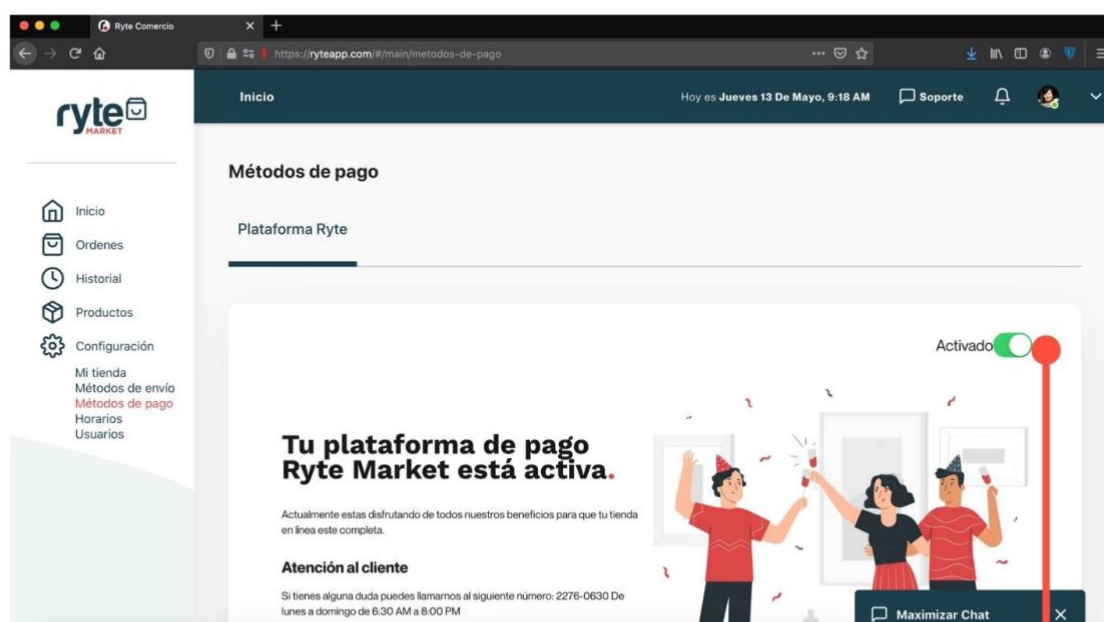 Ryte Comercio
https://ryteapp.com/#/main/metodos-de-pago
ryte
MARKET
Inicio
Hoy es Jueves 13 De Mayo, 9:18 AM
Soporte
Inicio
Ordenes
Historial
Productos
Configuración
Mi tienda
Métodos de envío
Métodos de pago
Horarios
Usuarios
Métodos de pago
Plataforma Ryte
Activado
Tu plataforma de pago
Ryte Market está activa.
Actualmente estas disfrutando de todos nuestros beneficios para que tu tienda
en línea este completa.
Atención al cliente
Si tienes alguna duda puedes llamarnos al siguiente número: 2276-0630 De
lunes a domingo de 6:30 AM a 8:00 PM
Maximizar Chat